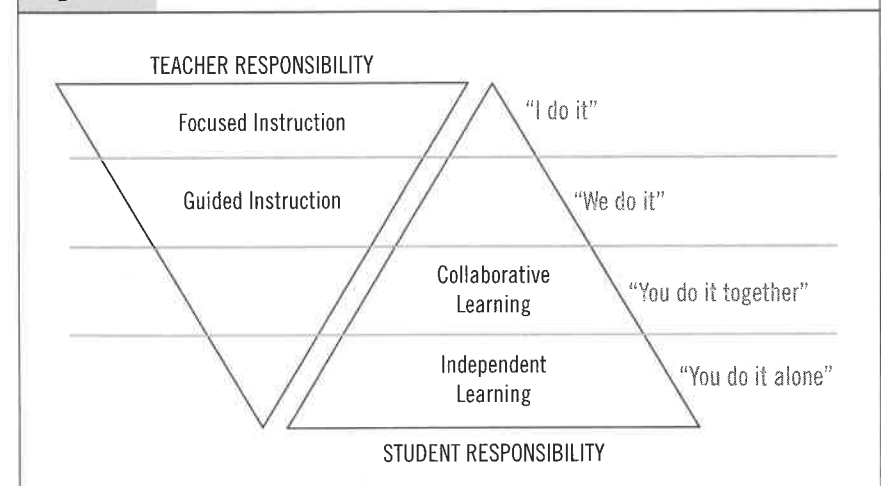 TEACHER RESPONSIBILITY
Focused Instruction
"I do it"
Guided Instruction
"We do it"
Collaborative
Learning
"You do it together"
Independent
Learning
"You do it alone"
STUDENT RESPONSIBILITY